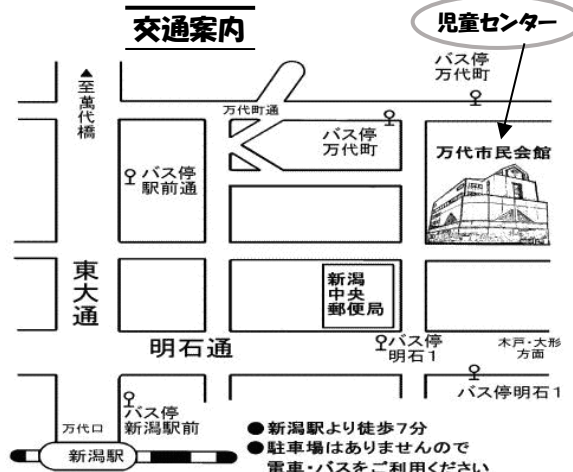 交通案内
児童センター
▲至萬代橋
バス停
万代町
万代町通
バス停
万代町
万代市民会館
バス停
駅前通
東大通
新潟
中央
郵便局
明石通
バス停
明石1
木戸・大形
方面
バス停明石1
万代口
バス停
新潟駅前
新潟駅
●新潟駅より徒歩7分
●駐車場はありませんので
電車・バスをご利用ください